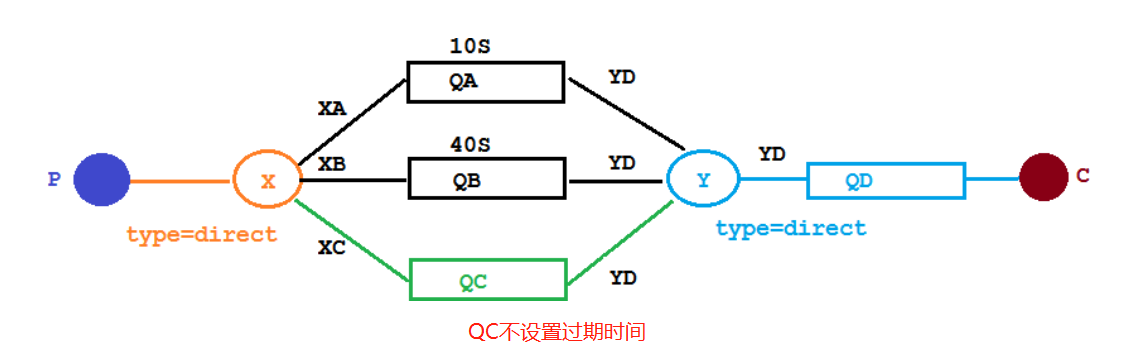 10S
QA
YD
XA
40S
XB
YD
YD
P
X
QB
Y
QD
C
type=direct
type=direct
XC
QC
YD
QC不设置过期时间